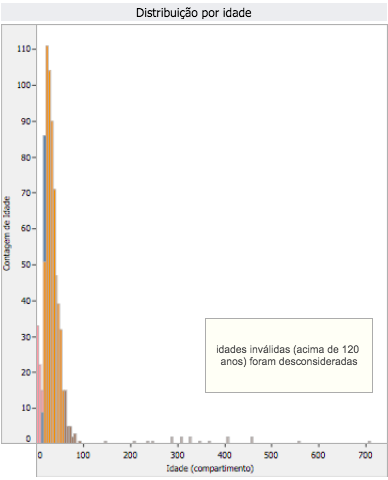 Distribuição por idade
110
100
90
80
70
60
50
40
30
20
10
0
Contagem de Idade
idades inválidas (acima de 120
anos) foram desconsideradas
0 100 200 300 400 500 600 700
Idade (compartimento)